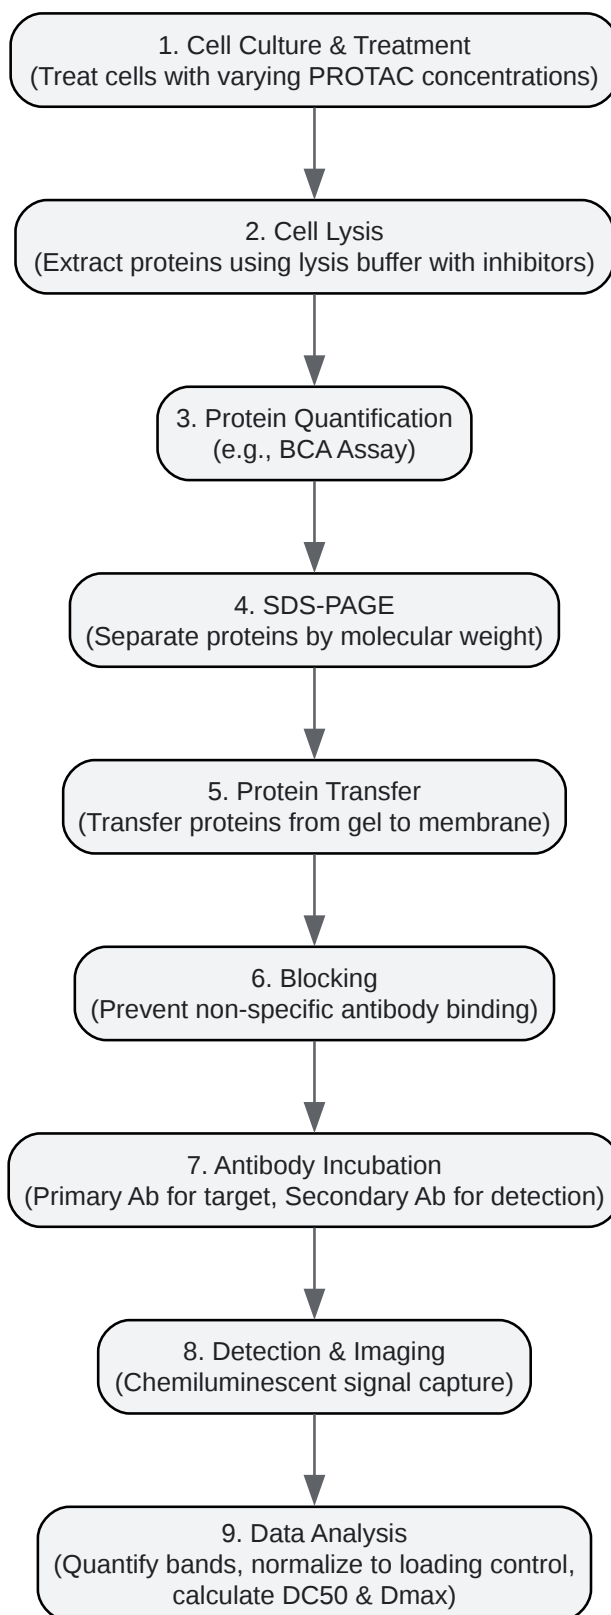 1. Cell Culture & Treatment
(Treat cells with varying PROTAC concentrations)
2. Cell Lysis
(Extract proteins using lysis buffer with inhibitors)
3. Protein Quantification
(e.g., BCA Assay)
4. SDS-PAGE
(Separate proteins by molecular weight)
5. Protein Transfer
(Transfer proteins from gel to membrane)
6. Blocking
(Prevent non-specific antibody binding)
7. Antibody Incubation
(Primary Ab for target, Secondary Ab for detection)
8. Detection & Imaging
(Chemiluminescent signal capture)
9. Data Analysis
(Quantify bands, normalize to loading control,
calculate DC50 & Dmax)